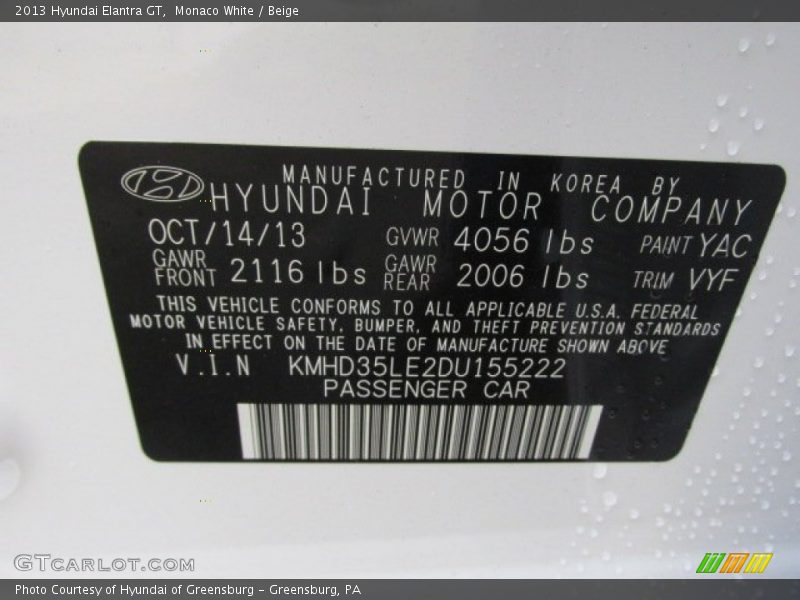 2013 Hyundai Elantra GT, Monaco White / Beige
MANUFACTURED IN KOREA BY
HYUNDAI MOTOR COMPANY
OCT/14/13 GVWR 4056 lbs PAINT YAC
GAWR FRONT 2116 lbs GAWR REAR 2006 lbs TRIM VYF
THIS VEHICLE CONFORMS TO ALL APPLICABLE U.S.A. FEDERAL
MOTOR VEHICLE SAFETY, BUMPER, AND THEFT PREVENTION STANDARDS
IN EFFECT ON THE DATE OF MANUFACTURE SHOWN ABOVE
V.I.N KMHD35LE2DU155222
PASSENGER CAR
GTCARLOT.COM
Photo Courtesy of Hyundai of Greensburg - Greensburg, PA